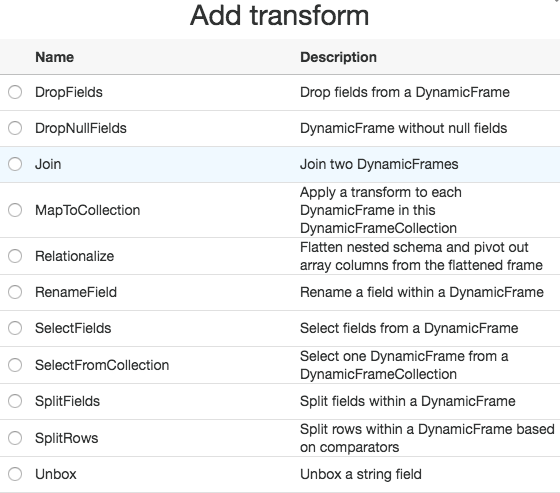 Add transform
Name Description
DropFields Drop fields from a DynamicFrame
DropNullFields DynamicFrame without null fields
Join Join two DynamicFrames
MapToCollection Apply a transform to each
DynamicFrame in this
DynamicFrameCollection
Relationalize Flatten nested schema and pivot out
array columns from the flattened frame
RenameField Rename a field within a DynamicFrame
SelectFields Select fields from a DynamicFrame
SelectFromCollection Select one DynamicFrame from a
DynamicFrameCollection
SplitFields Split fields within a DynamicFrame
SplitRows Split rows within a DynamicFrame based
on comparators
Unbox Unbox a string field